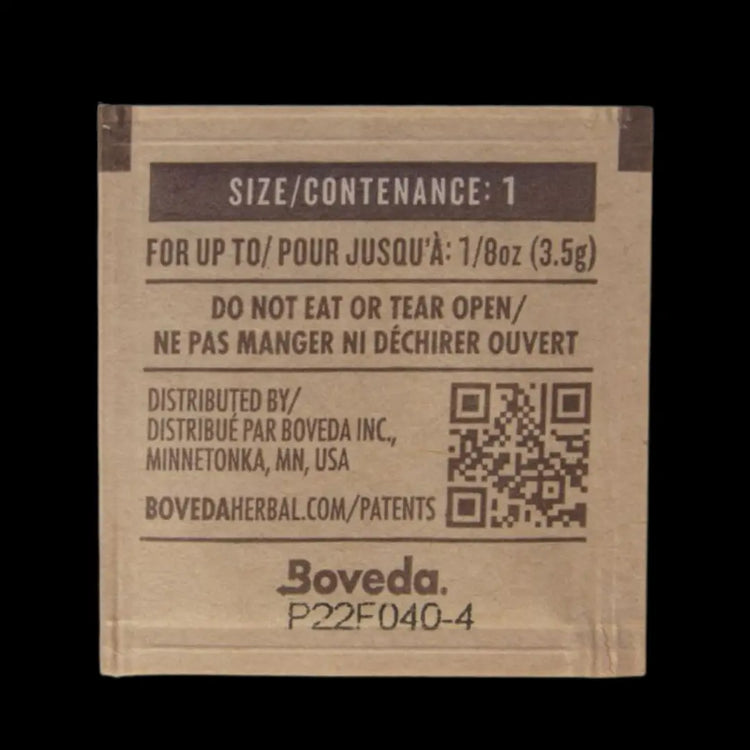 SIZE/CONTENANCE: 1
FOR UP TO/ POUR JUSQU'À: 1/8oz (3.5g)
DO NOT EAT OR TEAR OPEN/
NE PAS MANGER NI DÉCHIRER OUVERT
DISTRIBUTED BY/
DISTRIBUÉ PAR BOVEDA INC.,
MINNETONKA, MN, USA
BOVEDAHERBAL.COM/PATENTS
Boveda.
P22F040-4